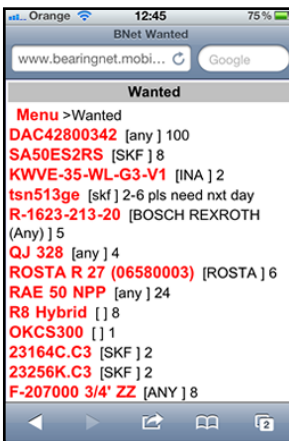 Orange 12:45 75 %
BNet Wanted
www.bearingnet.mobi... Google
Wanted
Menu >Wanted
DAC42800342 [any ] 100
SA50ES2RS [SKF ] 8
KWVE-35-WL-G3-V1 [INA ] 2
tsn513ge [skf ] 2-6 pls need nxt day
R-1623-213-20 [BOSCH REXROTH
(Any) ] 5
QJ 328 [any ] 4
ROSTA R 27 (06580003) [ROSTA ] 6
RAE 50 NPP [any ] 24
R8 Hybrid [ ] 8
OKCS300 [ ] 1
23164C.C3 [SKF ] 2
23256K.C3 [SKF ] 2
F-207000 3/4' ZZ [ANY ] 8
2